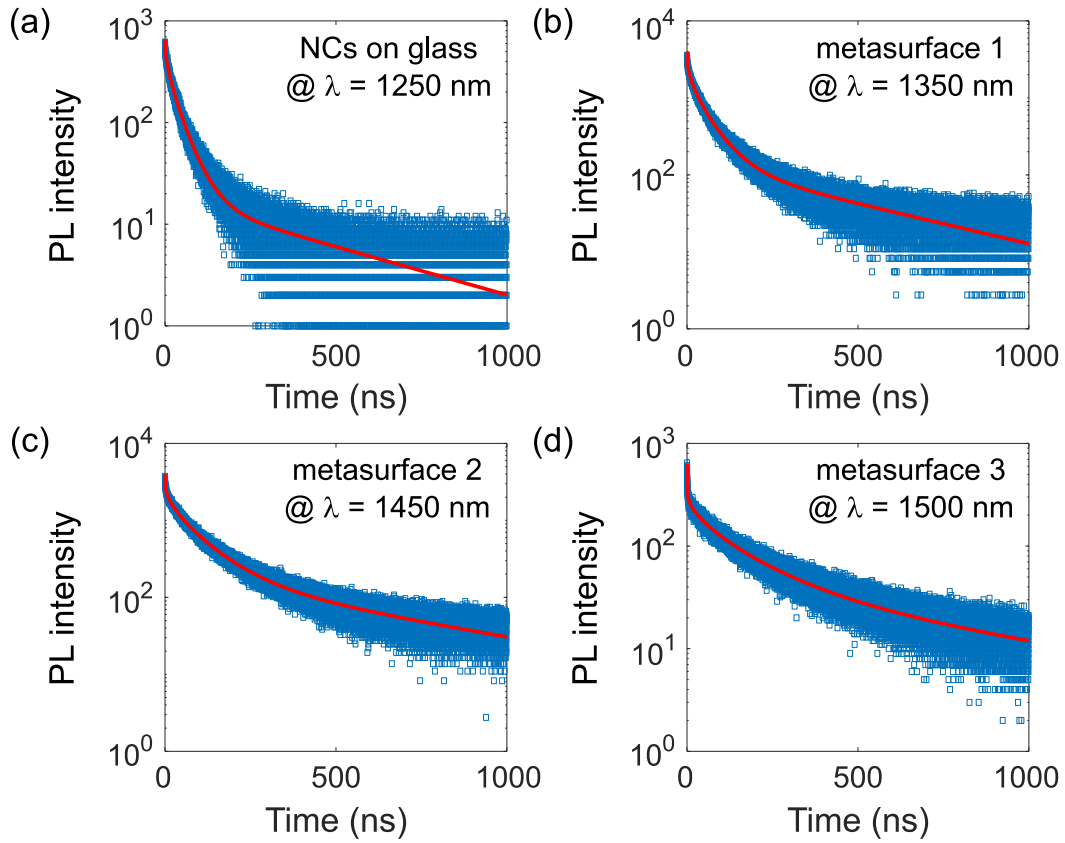 (a)
NCs on glass
@ λ = 1250 nm
PL intensity
10^3
10^2
10^1
10^0
0
500
1000
Time (ns)
(b)
metasurface 1
@ λ = 1350 nm
PL intensity
10^4
10^2
10^0
0
500
1000
Time (ns)
(c)
metasurface 2
@ λ = 1450 nm
PL intensity
10^4
10^2
10^0
0
500
1000
Time (ns)
(d)
metasurface 3
@ λ = 1500 nm
PL intensity
10^3
10^2
10^1
10^0
0
500
1000
Time (ns)